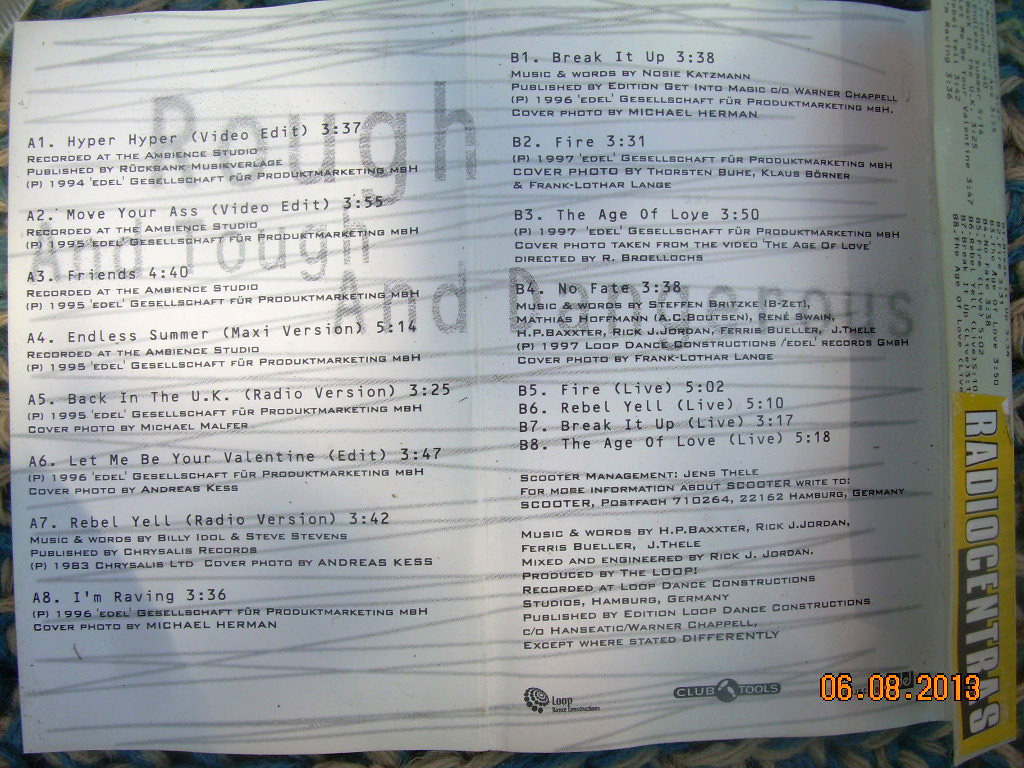 Rough
And Tough
And Dangerous
A1. Hyper Hyper (Video Edit) 3:37
Recorded at the Ambience Studio
Published by Rückbank Musikverlage
(P) 1994 'edel' Gesellschaft für Produktmarketing mbH
A2. Move Your Ass (Video Edit) 3:55
Recorded at the Ambience Studio
(P) 1995 'edel' Gesellschaft für Produktmarketing mbH
A3. Friends 4:40
Recorded at the Ambience Studio
(P) 1995 'edel' Gesellschaft für Produktmarketing mbH
A4. Endless Summer (Maxi Version) 5:14
Recorded at the Ambience Studio
(P) 1995 'edel' Gesellschaft für Produktmarketing mbH
A5. Back In The U.K. (Radio Version) 3:25
(P) 1995 'edel' Gesellschaft für Produktmarketing mbH
Cover photo by Michael Malfer
A6. Let Me Be Your Valentine (Edit) 3:47
(P) 1996 'edel' Gesellschaft für Produktmarketing mbH
Cover photo by Andreas Kess
A7. Rebel Yell (Radio Version) 3:42
Music & words by Billy Idol & Steve Stevens
Published by Chrysalis Records
(P) 1983 Chrysalis Ltd Cover photo by ANDREAS KESS
A8. I'm Raving 3:36
(P) 1996 'edel' Gesellschaft für Produktmarketing mbH
Cover photo by MICHAEL HERMAN
B1. Break It Up 3:38
Music & words by Nosie Katzmann
Published by Edition Get Into Magic c/o Warner Chappell
(P) 1996 'edel' Gesellschaft für Produktmarketing mbH.
Cover photo by MICHAEL HERMAN
B2. Fire 3:31
(P) 1997 'edel' Gesellschaft für Produktmarketing mbH
COVER PHOTO BY Thorsten Buhe, Klaus Börner
& Frank-Lothar Lange
B3. The Age Of Love 3:50
(P) 1997 'edel' Gesellschaft für Produktmarketing mbH
Cover photo taken from the video 'The Age Of Love'
directed by R. Broellochs
B4. No Fate 3:38
Music & words by Steffen Britzke (B-Zet),
Mathias Hoffmann (A.C.Boutsen), René Swain,
H.P.Baxxter, Rick J.Jordan, Ferris Bueller, J.Thele
(P) 1997 Loop Dance Constructions /edel' records GmbH
Cover photo by Frank-Lothar Lange
B5. Fire (Live) 5:02
B6. Rebel Yell (Live) 5:10
B7. Break It Up (Live) 3:17
B8. The Age Of Love (Live) 5:18
Scooter Management: Jens Thele
For more information about SCOOTER write to:
SCOOTER, Postfach 710264, 22162 Hamburg, Germany
Music & words by H.P.Baxxter, Rick J.Jordan,
Ferris Bueller, J.Thele
Mixed and engineered by Rick J. Jordan.
Produced by The LOOP!
Recorded at Loop Dance Constructions
Studios, Hamburg, Germany
Published by Edition Loop Dance Constructions
c/o Hanseatic/Warner Chappell,
EXCEPT WHERE STATED DIFFERENTLY
Loop
Dance Constructions
CLUB TOOLS
RADIOCENTRAS
06.08.2013